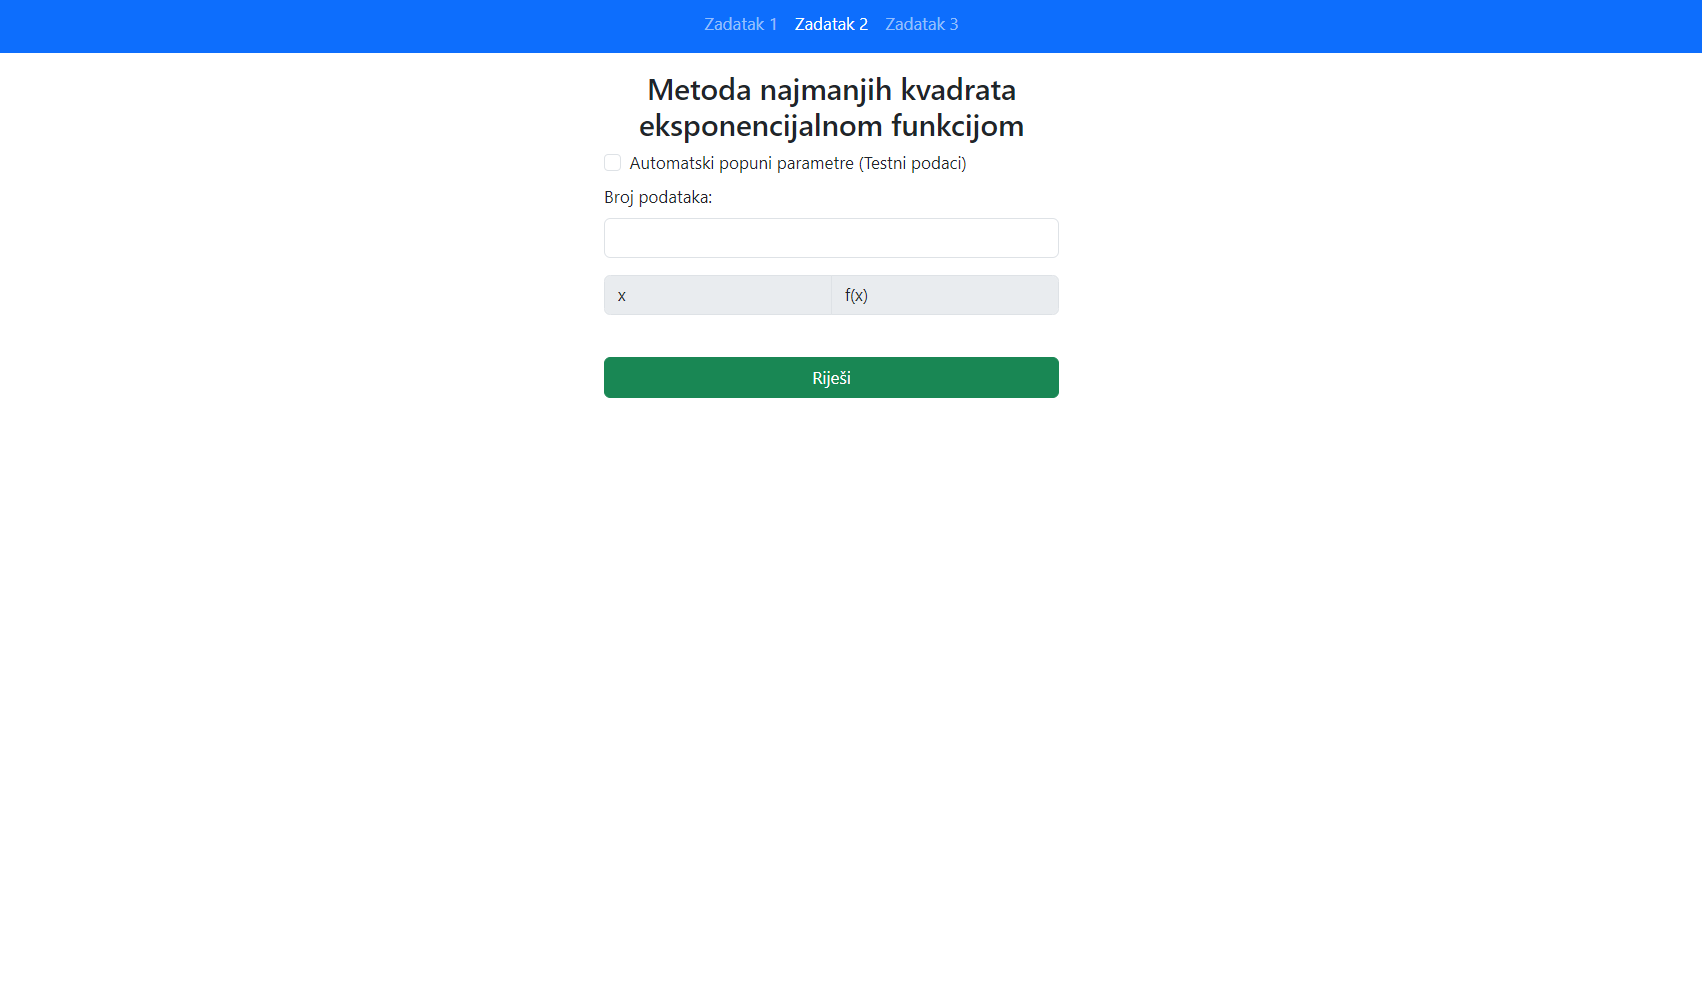 Zadatak 1 Zadatak 2 Zadatak 3
Metoda najmanjih kvadrata
eksponencijalnom funkcijom
Automatski popuni parametre (Testni podaci)
Broj podataka:
x f(x)
Riješi